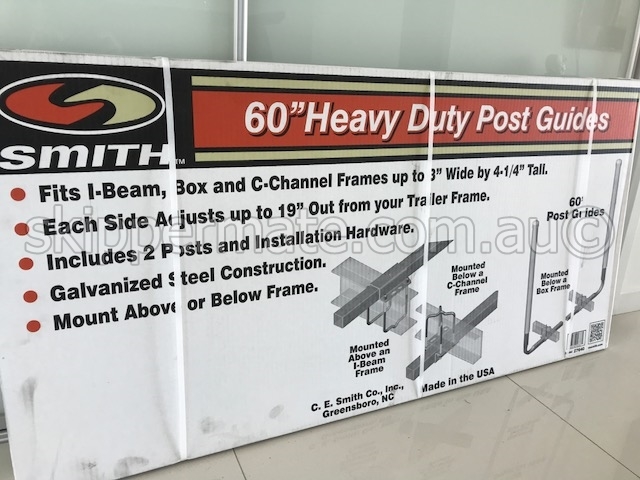 SMITH™
60” Heavy Duty Post Guides
Fits I-Beam, Box and C-Channel Frames up to 3” Wide by 4-1/4” Tall.
Each Side Adjusts up to 19” Out from your Trailer Frame.
Includes 2 Posts and Installation Hardware.
Galvanized Steel Construction.
Mount Above or Below Frame.
Mounted
Above an
I-Beam
Frame
Mounted
Below a
C-Channel
Frame
60"
Post Guides
Mounted
Below a
Box Frame
C. E. Smith Co., Inc.,
Greensboro, NC
Made in the USA
skippermate.com.au©